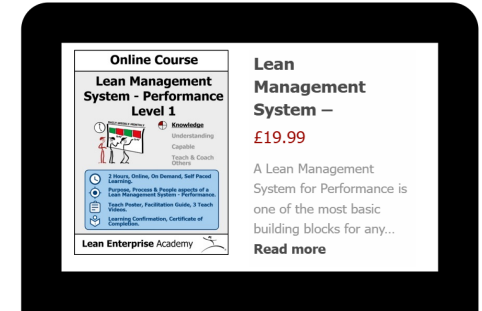 Online Course
Lean Management
System - Performance
Level 1
DAILY WEEKLY MONTHLY
Knowledge
Understanding
Capable
Teach & Coach
Others
2 Hours, Online, On Demand, Self Paced
Learning.
Purpose, Process & People aspects of a
Lean Management System - Performance.
Teach Poster, Facilitation Guide, 3 Teach
Videos.
Learning Confirmation, Certificate of
Completion.
Lean Enterprise Academy
Lean
Management
System –
£19.99
A Lean Management
System for Performance is
one of the most basic
building blocks for any...
Read more